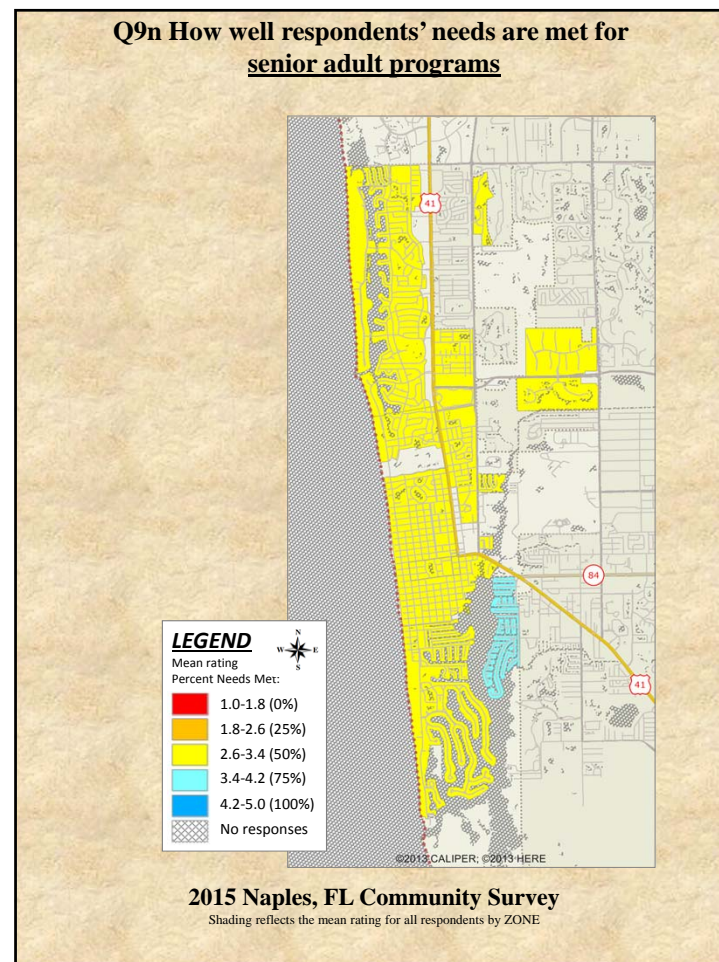 Q9n How well respondents' needs are met for
senior adult programs
41
84
41
LEGEND
N
W E
S
Mean rating
Percent Needs Met:
1.0-1.8 (0%)
1.8-2.6 (25%)
2.6-3.4 (50%)
3.4-4.2 (75%)
4.2-5.0 (100%)
No responses
©2013 CALIPER; ©2013 HERE
2015 Naples, FL Community Survey
Shading reflects the mean rating for all respondents by ZONE